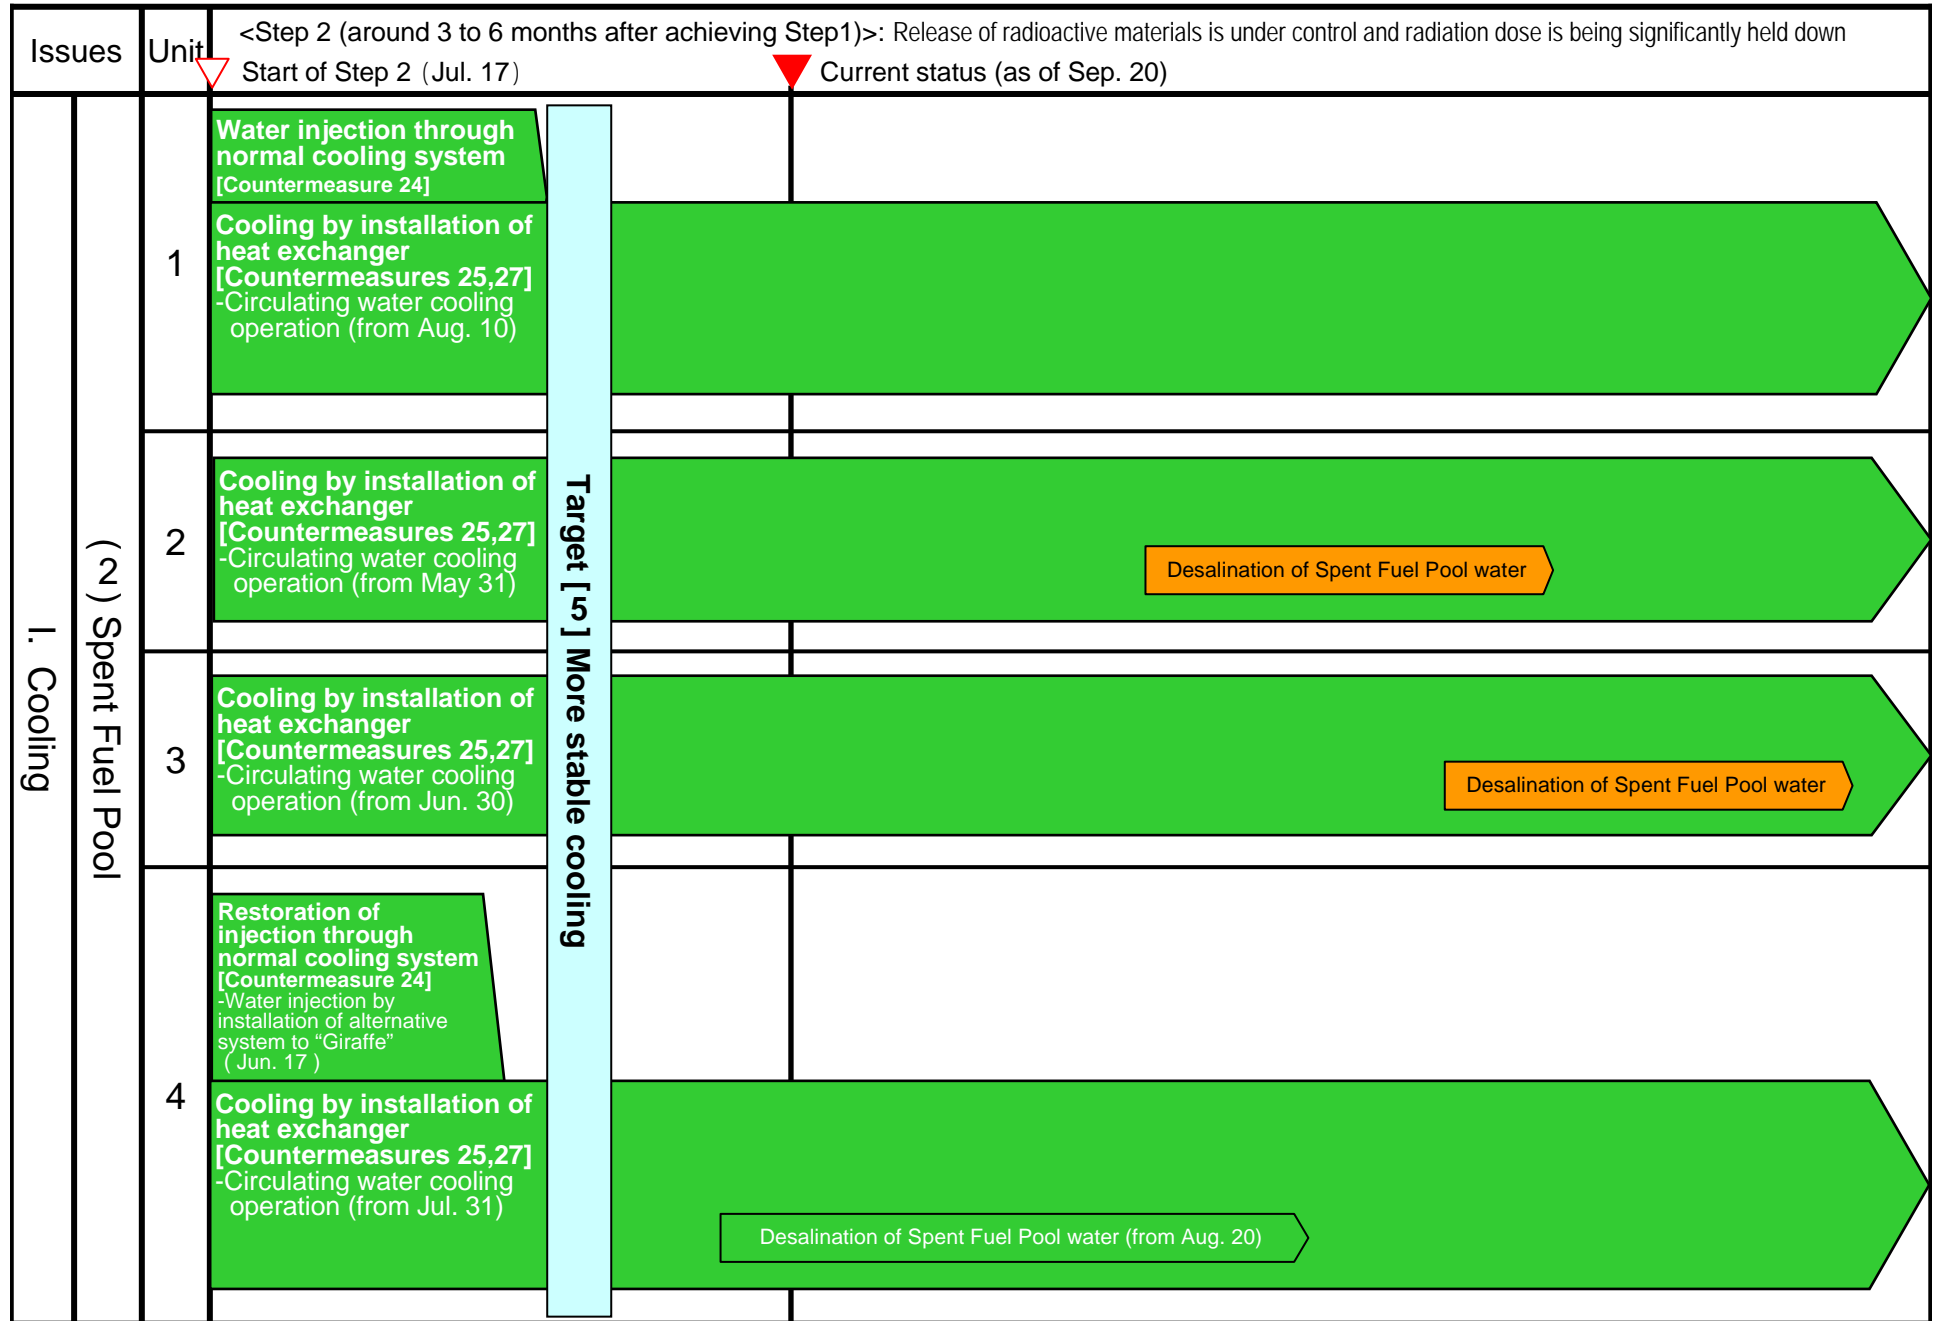 Issues
Unit
<Step 2 (around 3 to 6 months after achieving Step1)>: Release of radioactive materials is under control and radiation dose is being significantly held down
Start of Step 2 (Jul. 17)
Current status (as of Sep. 20)
I. Cooling
(2) Spent Fuel Pool
1
Water injection through
normal cooling system
[Countermeasure 24]
Cooling by installation of
heat exchanger
[Countermeasures 25,27]
-Circulating water cooling
operation (from Aug. 10)
Target [5] More stable cooling
2
Cooling by installation of
heat exchanger
[Countermeasures 25,27]
-Circulating water cooling
operation (from May 31)
Desalination of Spent Fuel Pool water
3
Cooling by installation of
heat exchanger
[Countermeasures 25,27]
-Circulating water cooling
operation (from Jun. 30)
Desalination of Spent Fuel Pool water
4
Restoration of
injection through
normal cooling system
[Countermeasure 24]
-Water injection by
installation of alternative
system to “Giraffe”
( Jun. 17 )
Cooling by installation of
heat exchanger
[Countermeasures 25,27]
-Circulating water cooling
operation (from Jul. 31)
Desalination of Spent Fuel Pool water (from Aug. 20)